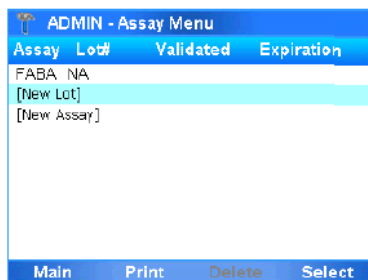 ADMIN - Assay Menu
Assay Lot# Validated Expiration
FABA NA
[New Lot]
[New Assay]
Main Print Delete Select